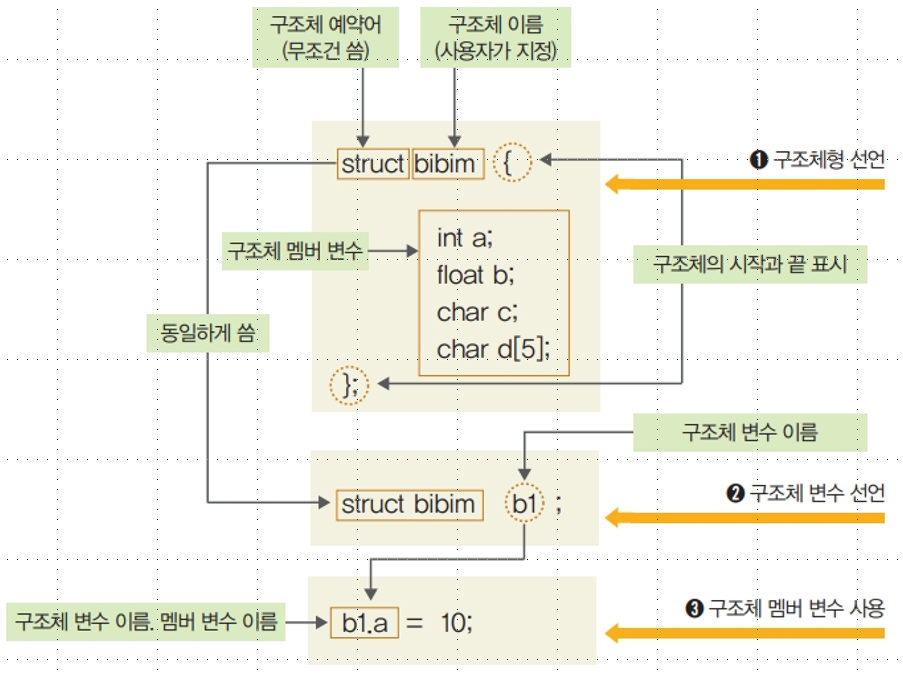 구조체 예약어
(무조건 씀)
구조체 이름
(사용자가 지정)
struct bibim {
❶ 구조체형 선언
구조체 멤버 변수
int a;
float b;
char c;
char d[5];
구조체의 시작과 끝 표시
동일하게 씀
};
구조체 변수 이름
struct bibim b1 ;
❷ 구조체 변수 선언
구조체 변수 이름. 멤버 변수 이름
b1.a = 10;
❸ 구조체 멤버 변수 사용